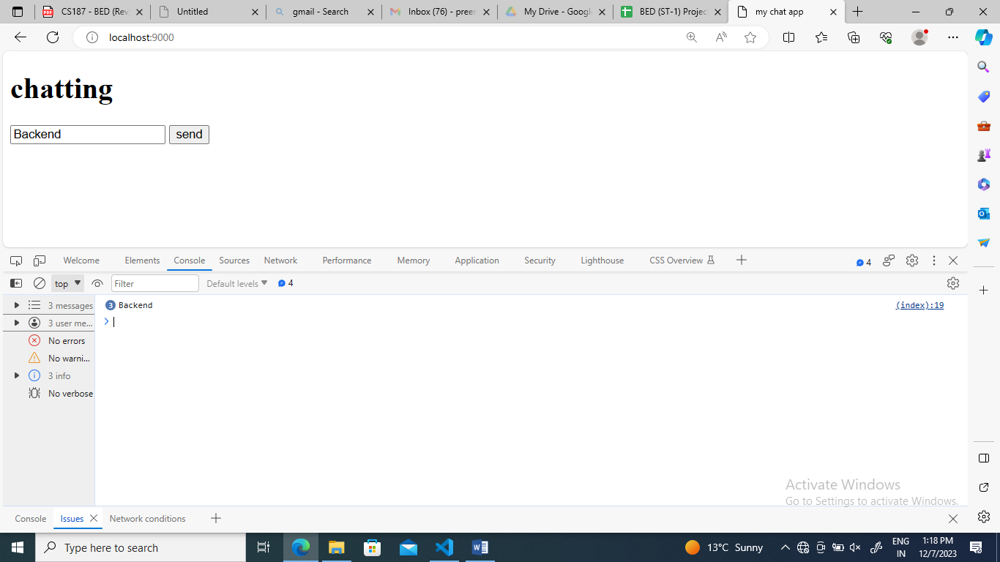 CS187 - BED (Rev
Untitled
gmail - Search
Inbox (76) - preer
My Drive - Google
BED (ST-1) Project
my chat app
localhost:9000
chatting
Backend send
Welcome Elements Console Sources Network Performance Memory Application Security Lighthouse CSS Overview 4
top Filter Default levels 4
3 messages
3 user me...
No errors
No warni...
3 info
No verbose
3 Backend (index):19
Activate Windows
Go to Settings to activate Windows.
Console Issues Network conditions
Type here to search
13°C Sunny
ENG
IN
1:18 PM
12/7/2023